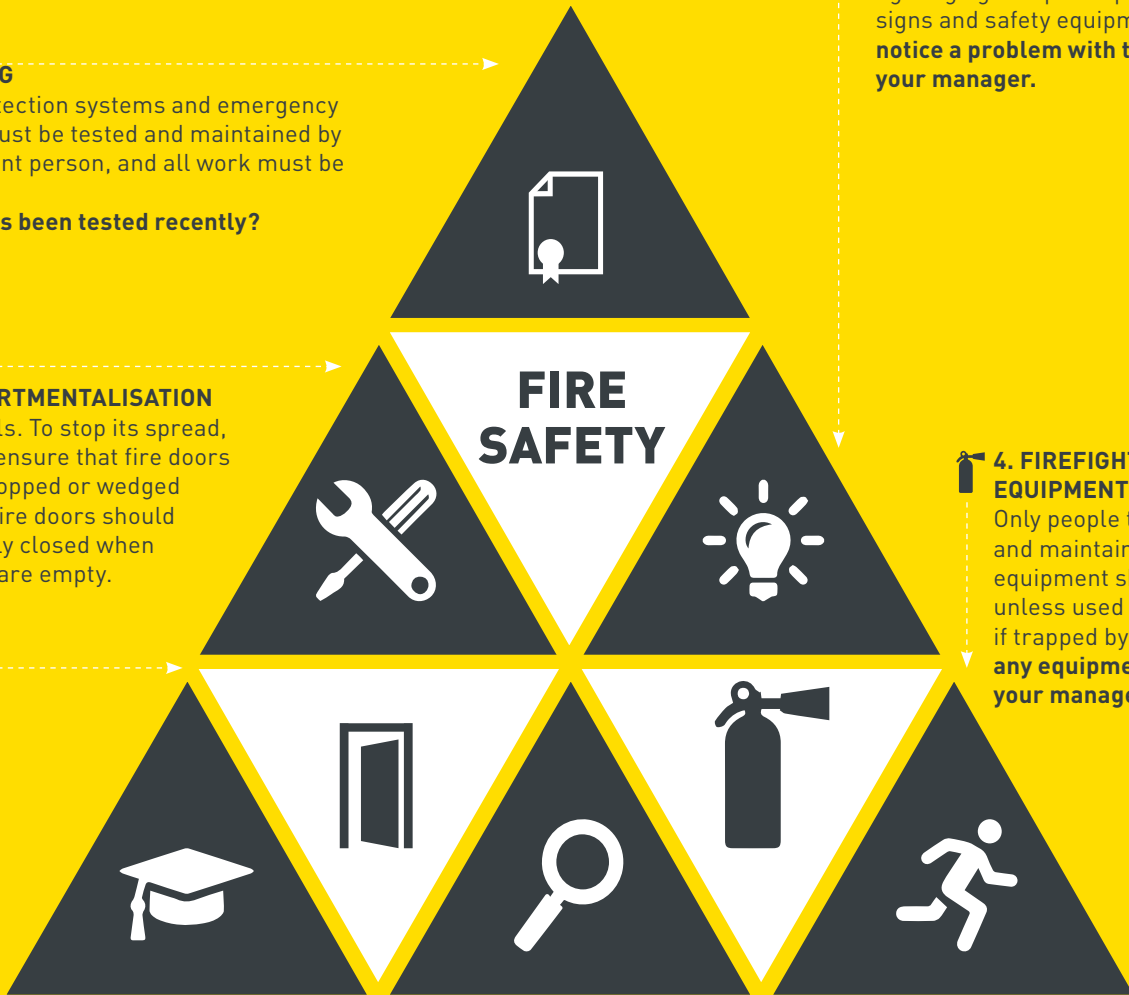 signs and safety equipm
notice a problem with t
your manager.
G
tection systems and emergency
ust be tested and maintained by
nt person, and all work must be
s been tested recently?
FIRE
SAFETY
RTMENTALISATION
ls. To stop its spread,
ensure that fire doors
opped or wedged
ire doors should
ly closed when
are empty.
4. FIREFIGHT
EQUIPMENT
Only people t
and maintain
equipment s
unless used
if trapped by
any equipme
your manage